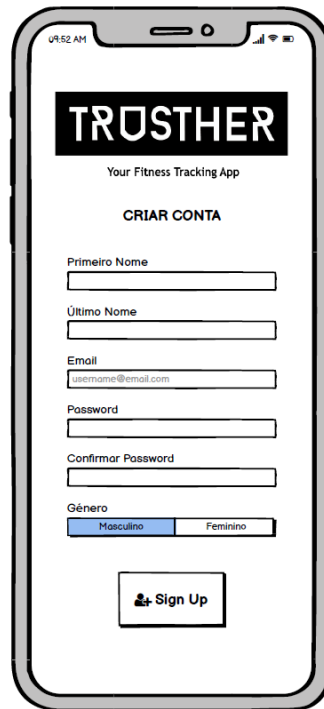 09:52 AM
TRUSTHER
Your Fitness Tracking App
CRIAR CONTA
Primeiro Nome
Último Nome
Email
username@email.com
Password
Confirmar Password
Género
Masculino Feminino
Sign Up